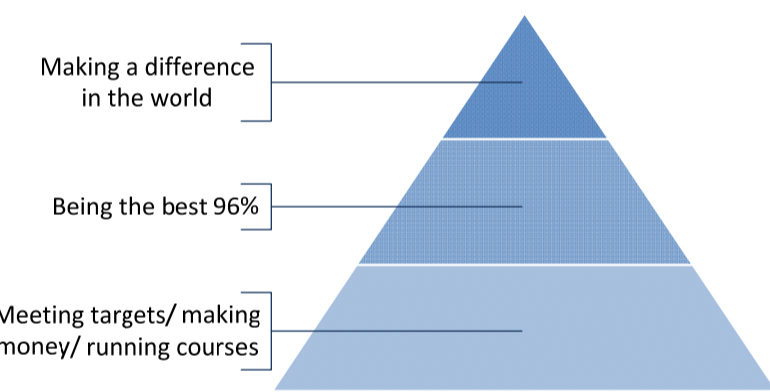 Making a difference
in the world
Being the best 96%
Meeting targets/ making
money/ running courses